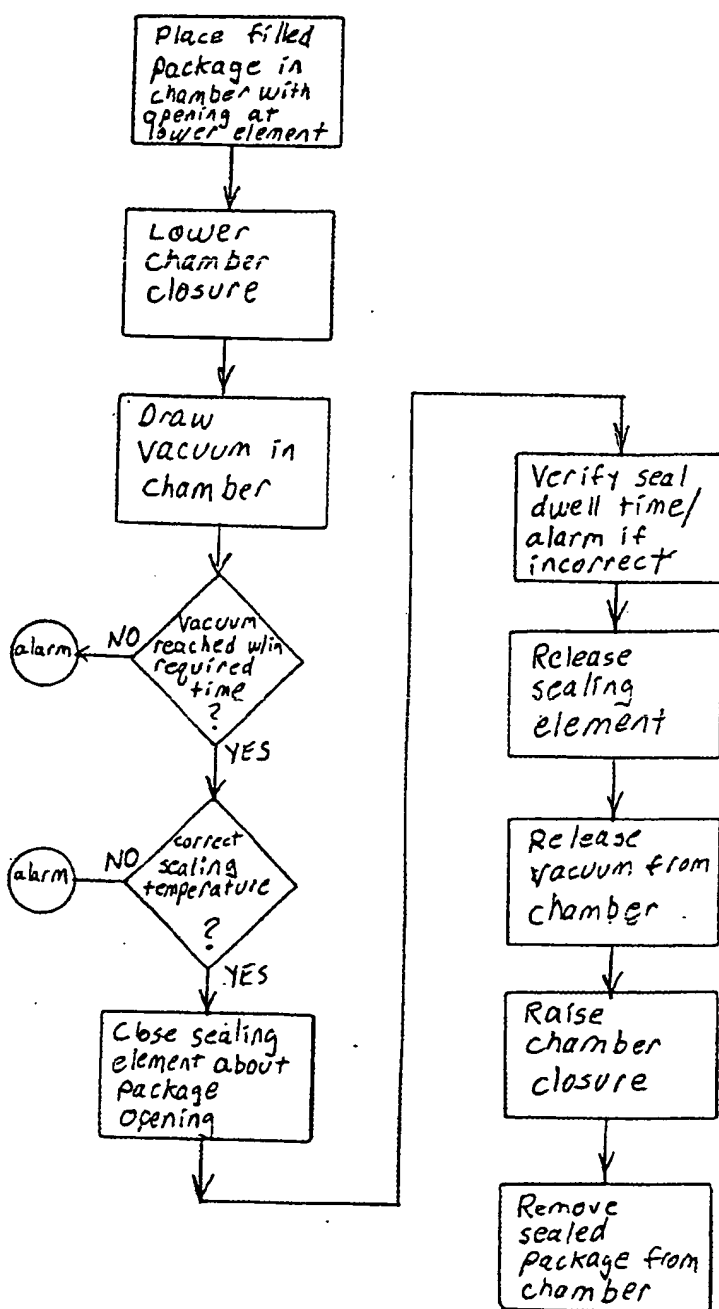 Place filled
package in
chamber with
opening at
lower element
Lower
chamber
closure
Draw
vacuum in
chamber
Vacuum
reached w/in
required
time
?
NO
alarm
YES
correct
sealing
temperature
?
NO
alarm
YES
Close sealing
element about
package
opening
Verify seal
dwell time/
alarm if
incorrect
Release
sealing
element
Release
vacuum from
chamber
Raise
chamber
closure
Remove
sealed
package from
chamber